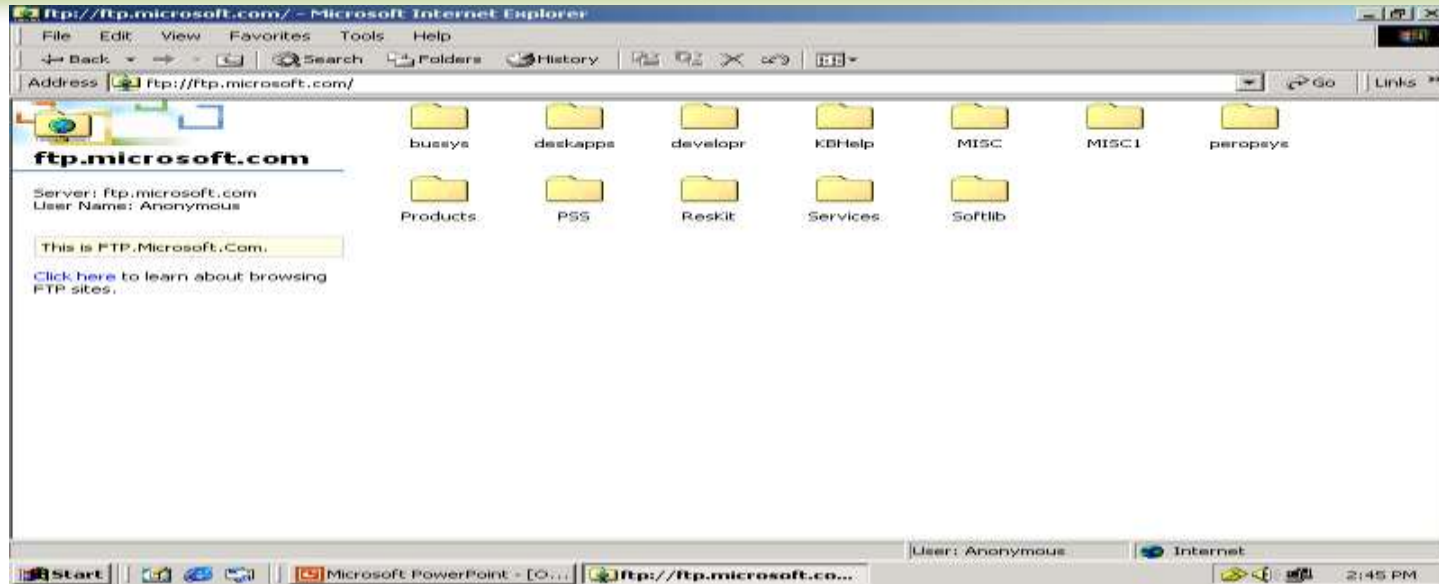 ftp://ftp.microsoft.com/ - Microsoft Internet Explorer
File Edit View Favorites Tools Help
Back Search Folders History
Address ftp://ftp.microsoft.com/ Go Links »
bussys deskapps developr KBHelp MISC MISC1 peropsys
ftp.microsoft.com
Server: ftp.microsoft.com
User Name: Anonymous
Products PSS ResKit Services Softlib
This is FTP.Microsoft.Com.
Click here to learn about browsing
FTP sites.
User: Anonymous Internet
Start Microsoft PowerPoint - [O... ftp://ftp.microsoft.co... 2:45 PM